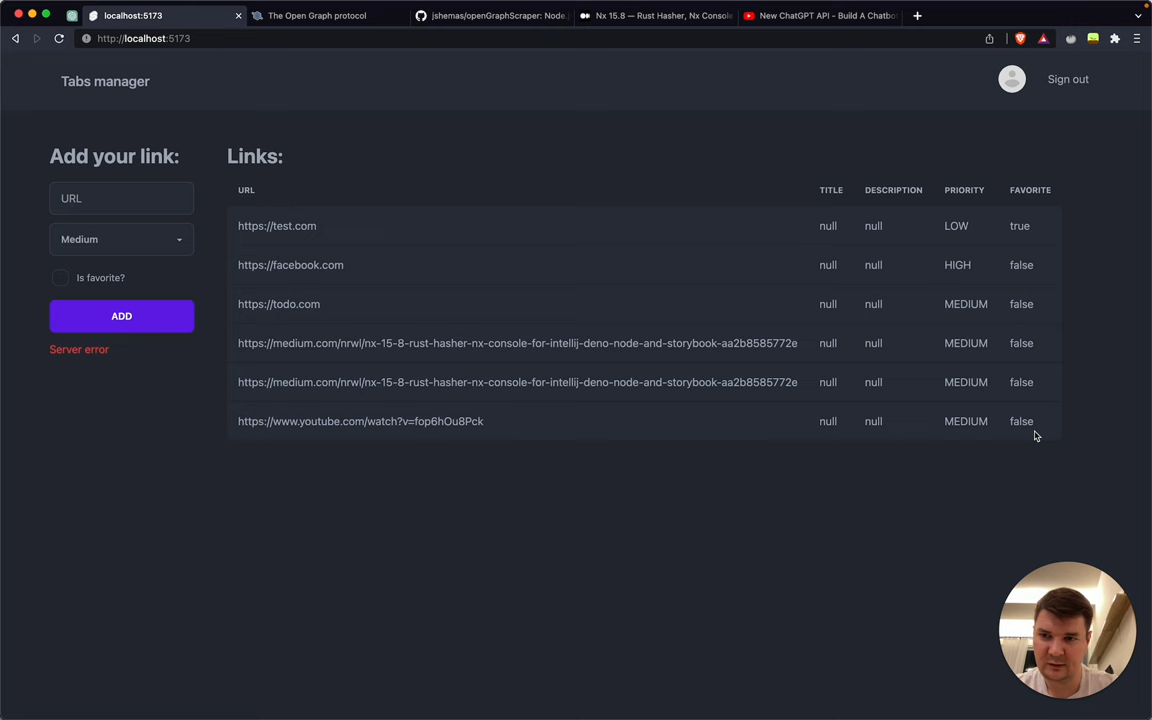 localhost:5173
The Open Graph protocol
jshemas/openGraphScraper: Node.
Nx 15.8 — Rust Hasher, Nx Console
New ChatGPT API - Build A Chatbot
http://localhost:5173
Tabs manager
Sign out
Add your link:
URL
Medium
Is favorite?
ADD
Server error
Links:
URL TITLE DESCRIPTION PRIORITY FAVORITE
https://test.com null null LOW true
https://facebook.com null null HIGH false
https://todo.com null null MEDIUM false
https://medium.com/nrwl/nx-15-8-rust-hasher-nx-console-for-intellij-deno-node-and-storybook-aa2b8585772e null null MEDIUM false
https://medium.com/nrwl/nx-15-8-rust-hasher-nx-console-for-intellij-deno-node-and-storybook-aa2b8585772e null null MEDIUM false
https://www.youtube.com/watch?v=fop6hOu8Pck null null MEDIUM false